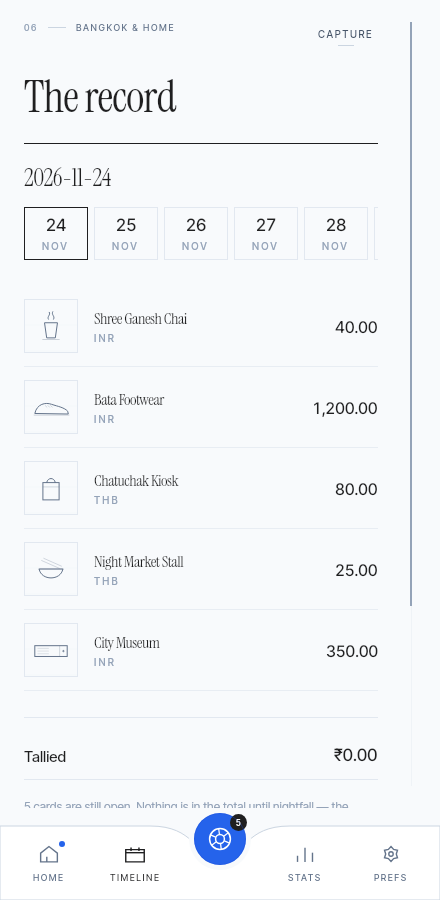 06 BANGKOK & HOME
CAPTURE
The record
2026-11-24
24 25 26 27 28
NOV NOV NOV NOV NOV
Shree Ganesh Chai
INR
40.00
Bata Footwear
INR
1,200.00
Chatuchak Kiosk
THB
80.00
Night Market Stall
THB
25.00
City Museum
INR
350.00
Tallied
₹0.00
5 cards are still open. Nothing is in the total until nightfall — the
5
HOME TIMELINE STATS PREFS